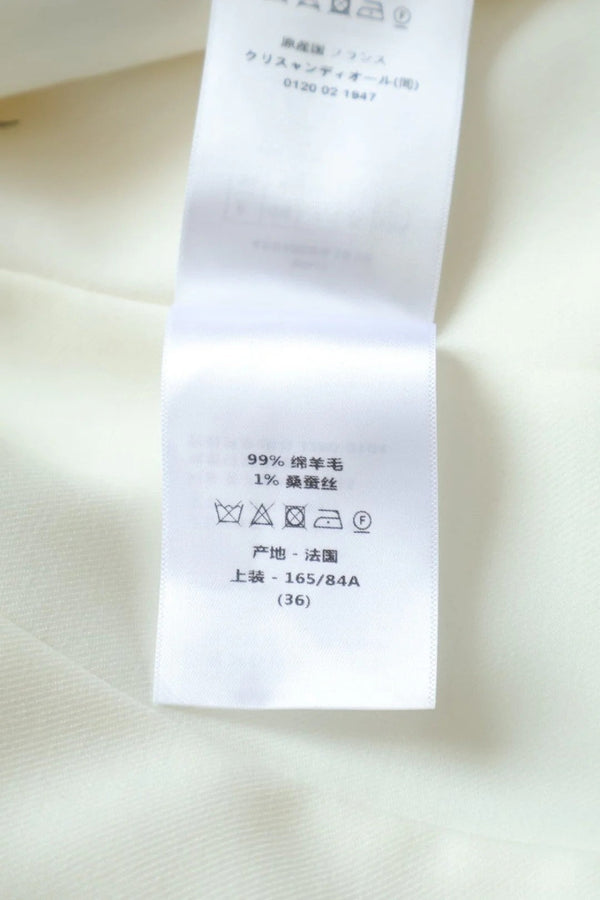 原産国 フランス
クリスチャンディオール(同)
0120 02 1947
99% 绵羊毛
1% 桑蚕丝
F
产地 - 法国
上装 - 165/84A
(36)